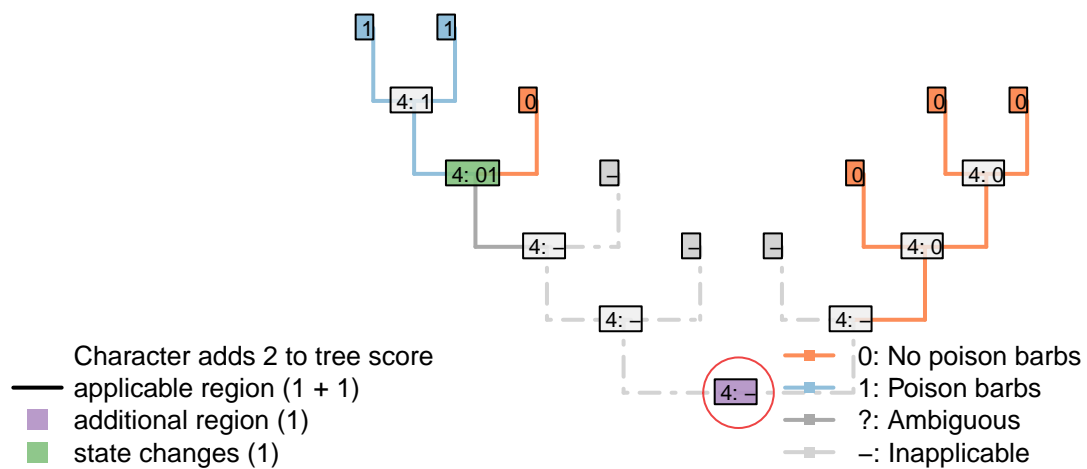 1 1
4: 1 0 0 0
4: 01 – 0 4: 0
4: – – – 4: 0
4: – 4: –
Character adds 2 to tree score 0: No poison barbs
applicable region (1 + 1) 4: – 1: Poison barbs
additional region (1) ?: Ambiguous
state changes (1) –: Inapplicable